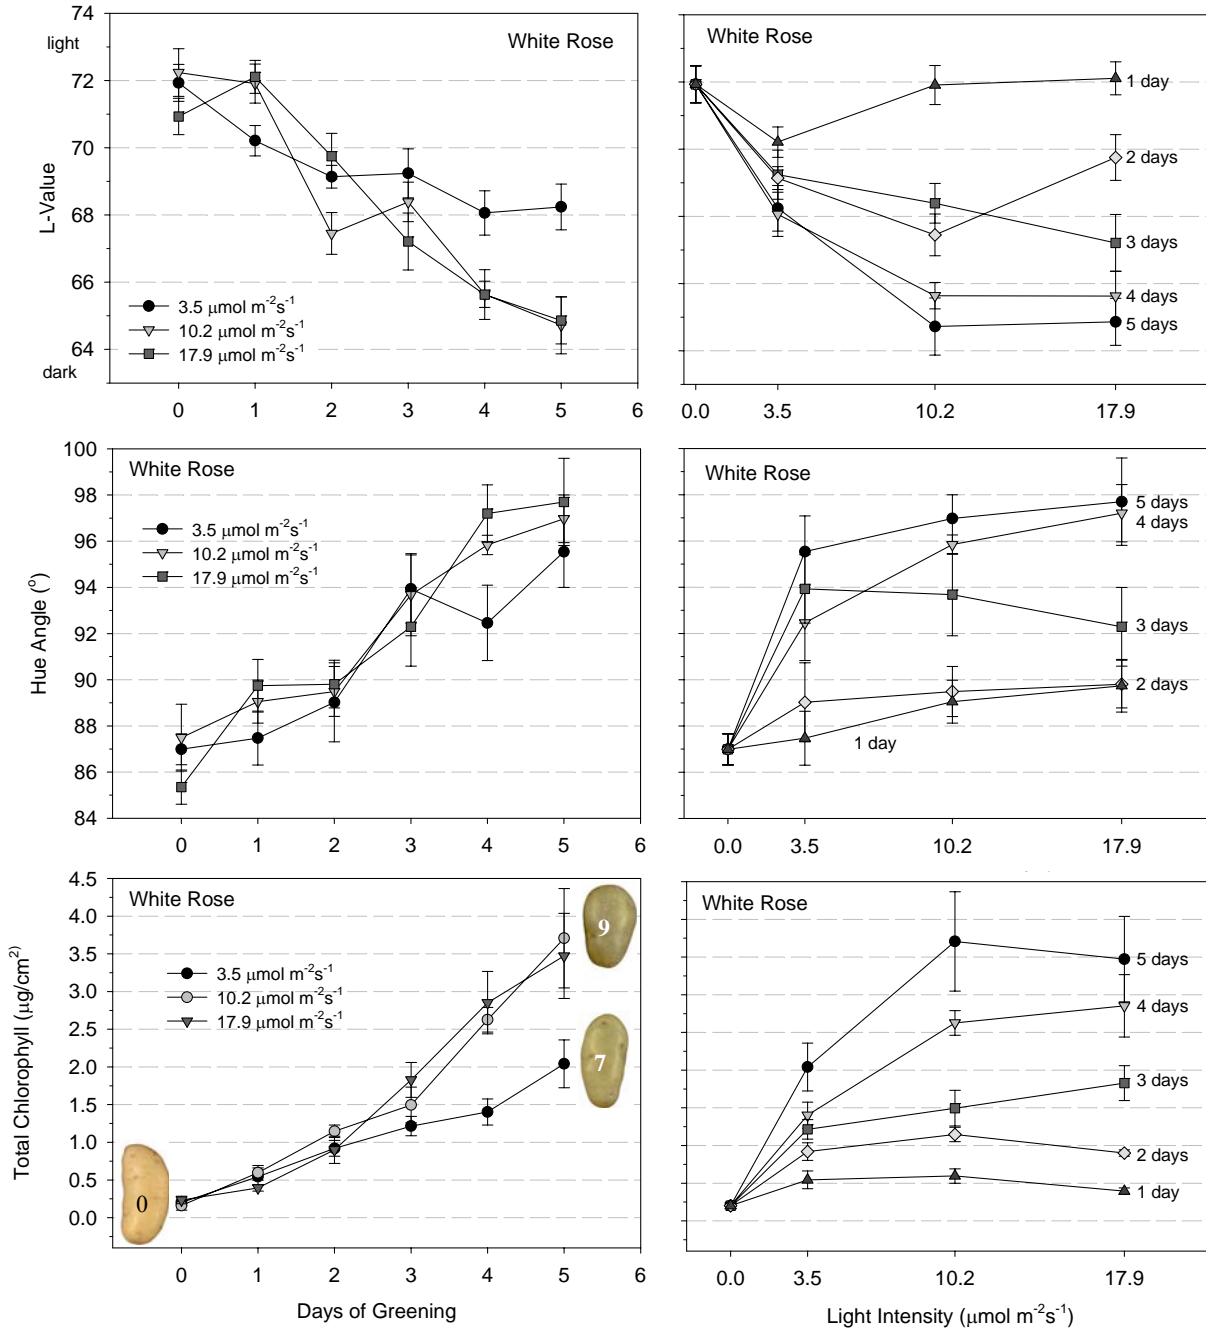 74
72
70
68
66
64
light
dark
L-Value
White Rose
3.5 μmol m⁻²s⁻¹
10.2 μmol m⁻²s⁻¹
17.9 μmol m⁻²s⁻¹
0 1 2 3 4 5 6
White Rose
1 day
2 days
3 days
4 days
5 days
0.0 3.5 10.2 17.9
100
98
96
94
92
90
88
86
84
Hue Angle (°)
White Rose
3.5 μmol m⁻²s⁻¹
10.2 μmol m⁻²s⁻¹
17.9 μmol m⁻²s⁻¹
0 1 2 3 4 5 6
White Rose
5 days
4 days
3 days
2 days
1 day
0.0 3.5 10.2 17.9
4.5
4.0
3.5
3.0
2.5
2.0
1.5
1.0
0.5
0.0
Total Chlorophyll (μg/cm²)
White Rose
3.5 μmol m⁻²s⁻¹
10.2 μmol m⁻²s⁻¹
17.9 μmol m⁻²s⁻¹
9
7
0
0 1 2 3 4 5 6
Days of Greening
White Rose
5 days
4 days
3 days
2 days
1 day
0.0 3.5 10.2 17.9
Light Intensity (μmol m⁻²s⁻¹)